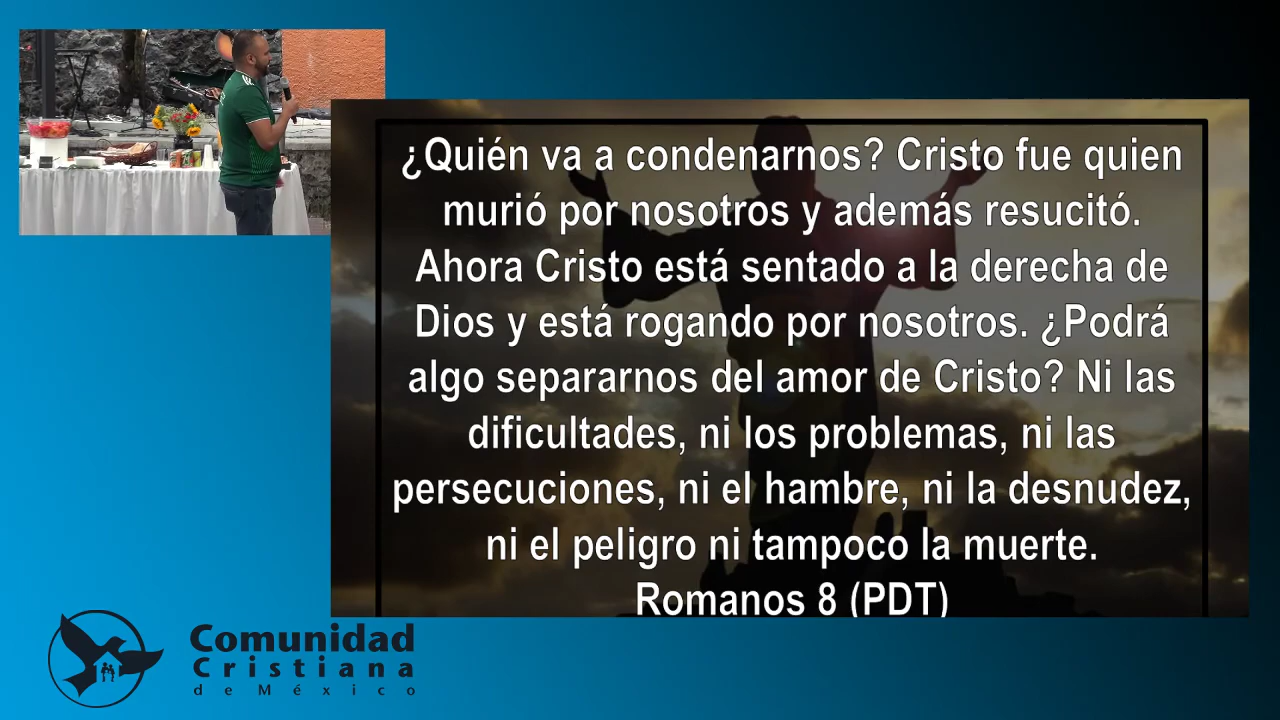 ¿Quién va a condenarnos? Cristo fue quien
murió por nosotros y además resucitó.
Ahora Cristo está sentado a la derecha de
Dios y está rogando por nosotros. ¿Podrá
algo separarnos del amor de Cristo? Ni las
dificultades, ni los problemas, ni las
persecuciones, ni el hambre, ni la desnudez,
ni el peligro ni tampoco la muerte.
Romanos 8 (PDT)
Comunidad
Cristiana
de México